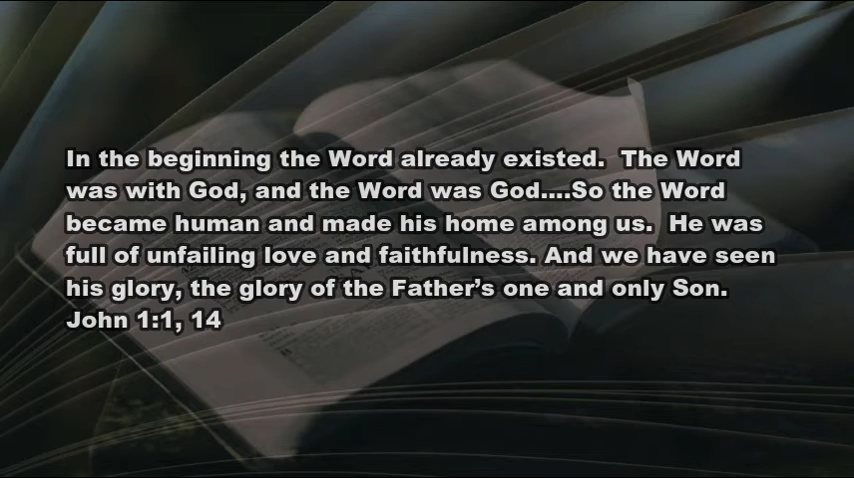 In the beginning the Word already existed.  The Word
was with God, and the Word was God....So the Word
became human and made his home among us.  He was
full of unfailing love and faithfulness. And we have seen
his glory, the glory of the Father’s one and only Son.
John 1:1, 14